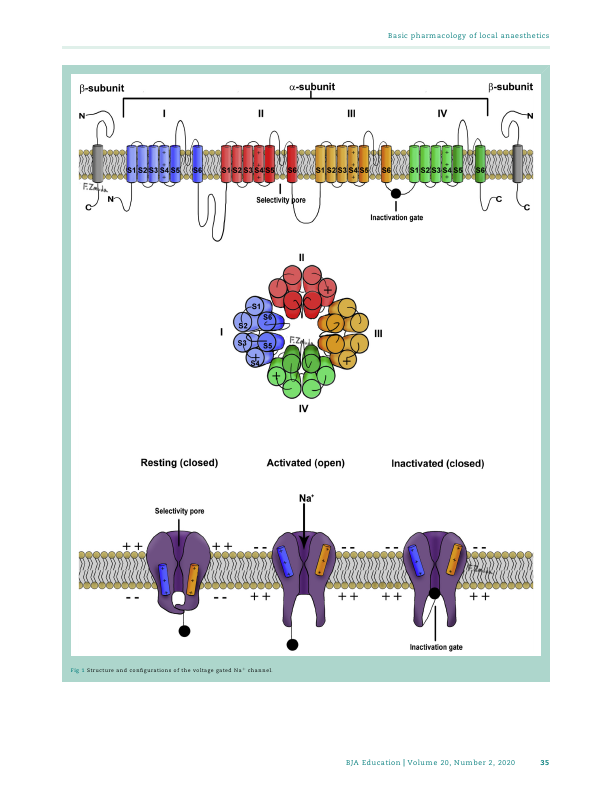 Basic pharmacology of local anaesthetics
β-subunit
α-subunit
β-subunit
N
I
II
III
IV
N
S1 S2 S3 S4 S5 S6
S1 S2 S3 S4 S5 S6
S1 S2 S3 S4 S5 S6
S1 S2 S3 S4 S5 S6
C
N
Selectivity pore
Inactivation gate
C
C
II
I
S1
S2
S3
S4
S5
S6
III
IV
Resting (closed)
Activated (open)
Inactivated (closed)
Selectivity pore
Na⁺
+ +
+ +
- -
- -
- -
- -
- -
- -
+ +
+ +
+ +
+ +
Inactivation gate
Fig 1 Structure and configurations of the voltage gated Na⁺ channel
BJA Education | Volume 20, Number 2, 2020
35